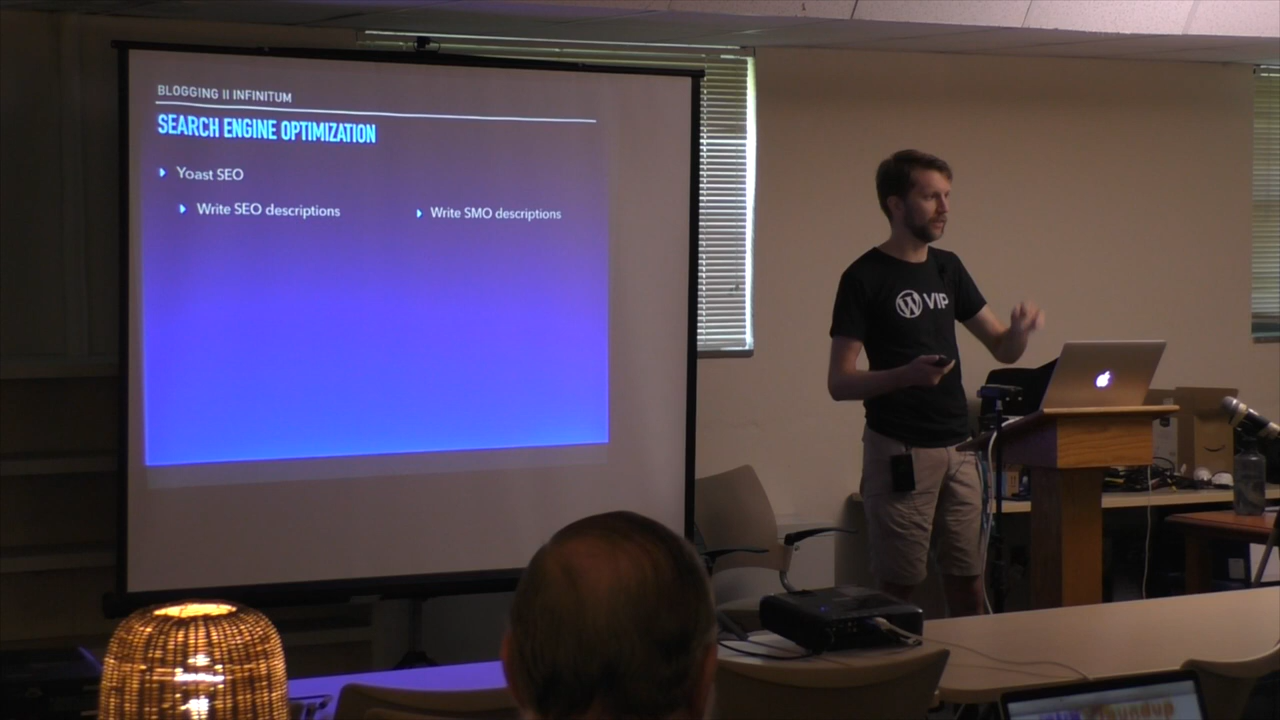 BLOGGING II INFINITUM
SEARCH ENGINE OPTIMIZATION
Yoast SEO
Write SEO descriptions
Write SMO descriptions
VIP